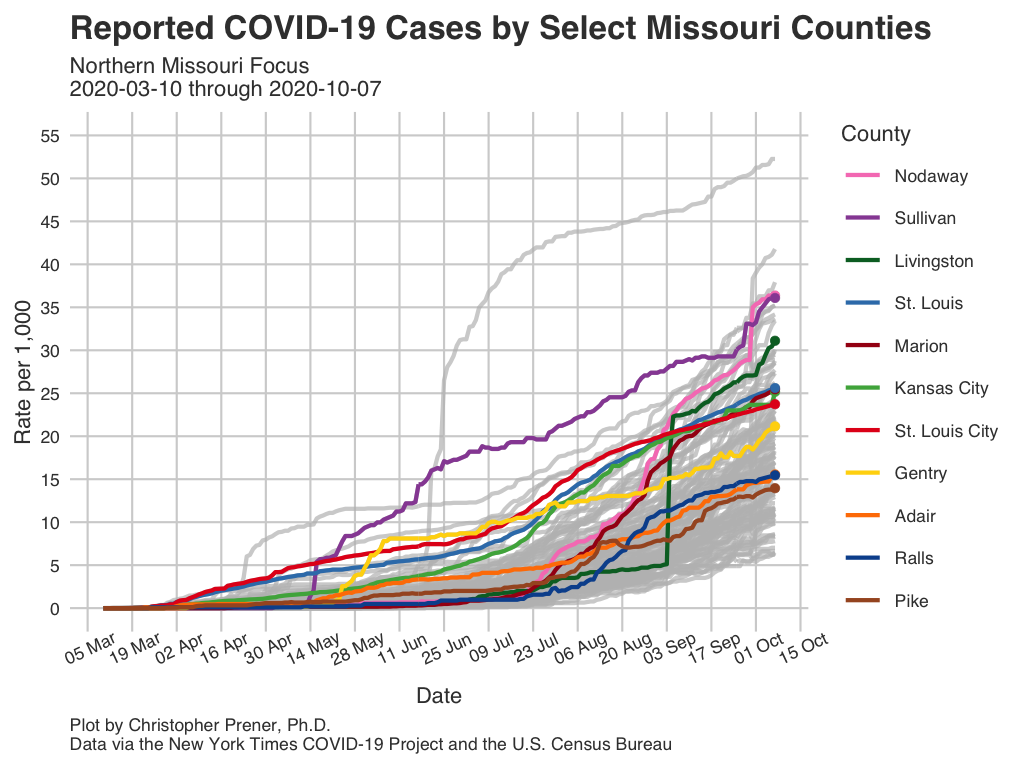 Reported COVID-19 Cases by Select Missouri Counties
Northern Missouri Focus
2020-03-10 through 2020-10-07
Rate per 1,000
55
50
45
40
35
30
25
20
15
10
5
0
05 Mar
19 Mar
02 Apr
16 Apr
30 Apr
14 May
28 May
11 Jun
25 Jun
09 Jul
23 Jul
06 Aug
20 Aug
03 Sep
17 Sep
01 Oct
15 Oct
Date
County
Nodaway
Sullivan
Livingston
St. Louis
Marion
Kansas City
St. Louis City
Gentry
Adair
Ralls
Pike
Plot by Christopher Prener, Ph.D.
Data via the New York Times COVID-19 Project and the U.S. Census Bureau